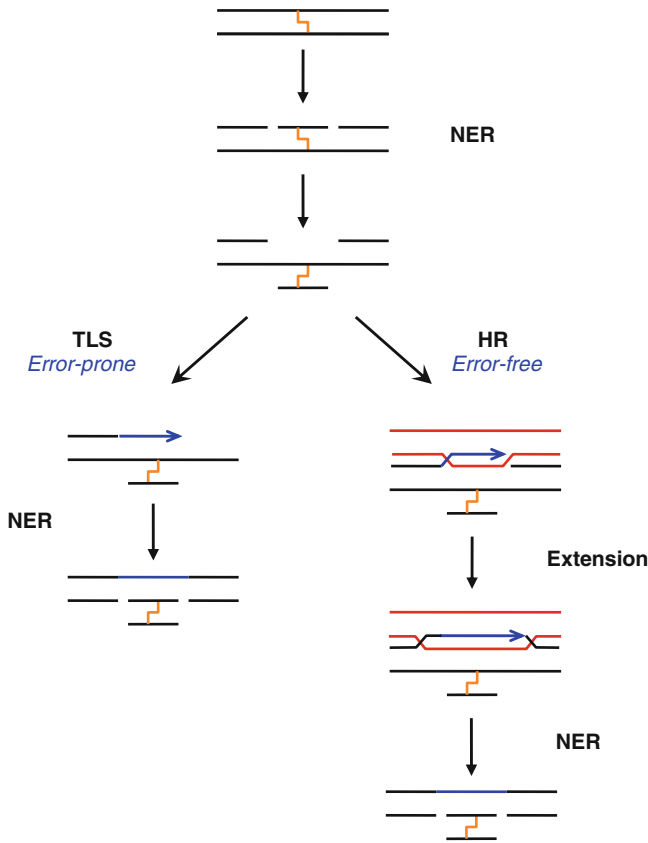 NER
TLS
Error-prone
HR
Error-free
NER
Extension
NER